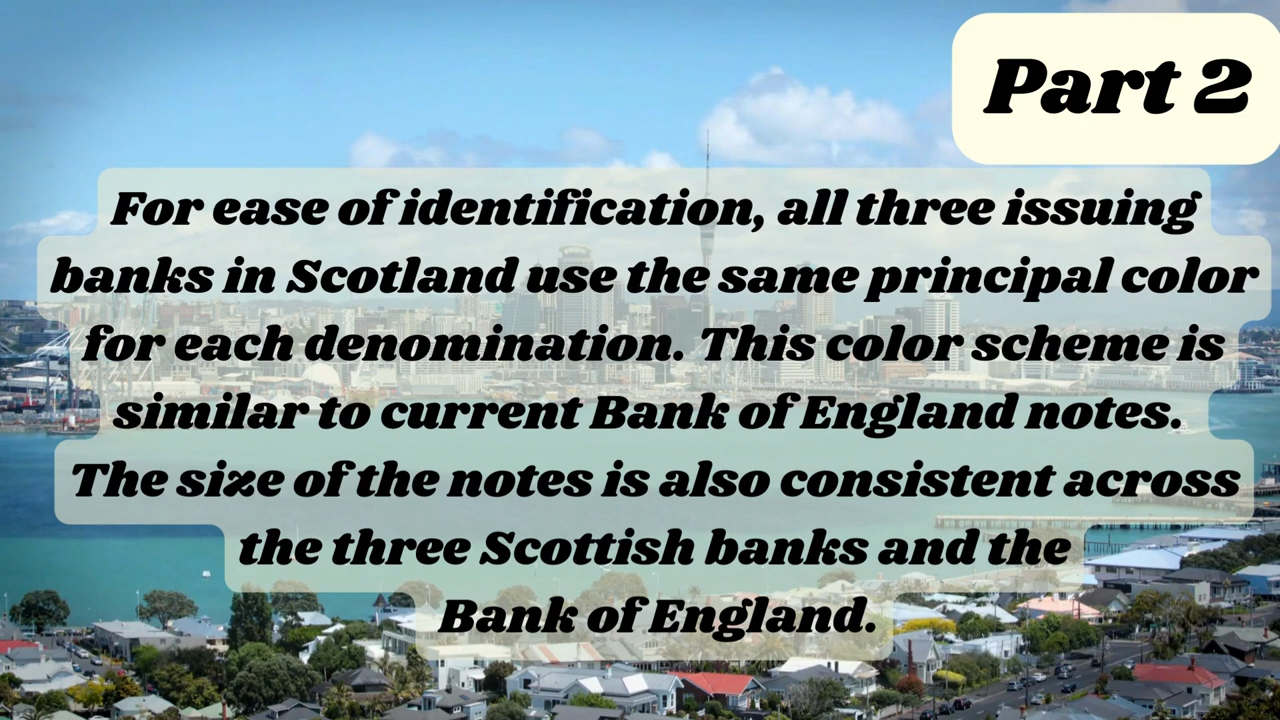 Part 2
For ease of identification, all three issuing
banks in Scotland use the same principal color
for each denomination. This color scheme is
similar to current Bank of England notes.
The size of the notes is also consistent across
the three Scottish banks and the
Bank of England.